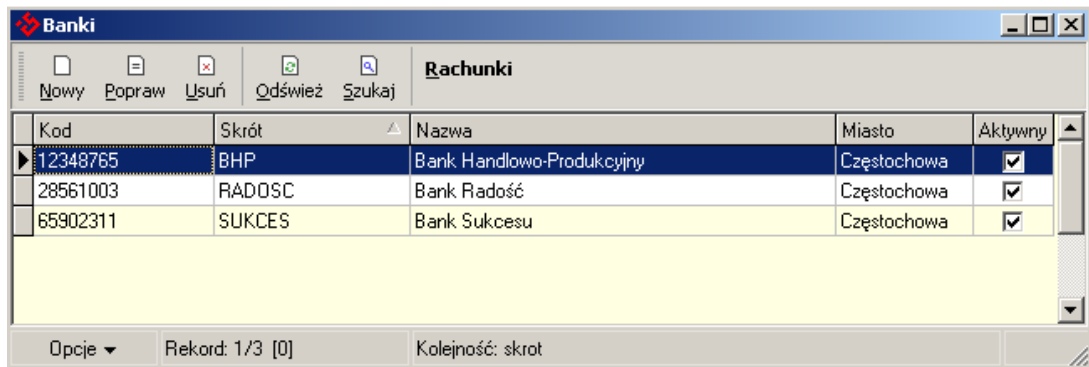 Banki
Nowy Popraw Usuń Odśwież Szukaj Rachunki
Kod Skrót Nazwa Miasto Aktywny
12348765 BHP Bank Handlowo-Produkcyjny Częstochowa
28561003 RADOSC Bank Radość Częstochowa
65902311 SUKCES Bank Sukcesu Częstochowa
Opcje Rekord: 1/3 [0] Kolejność: skrot